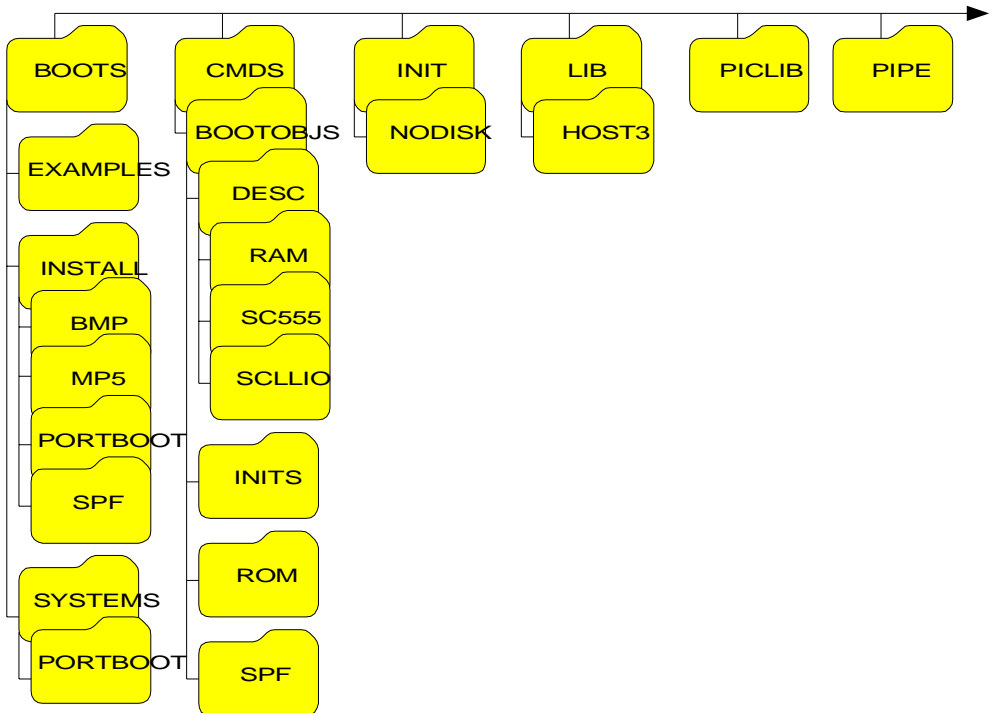 BOOTS
CMDS
INIT
LIB
PICLIB
PIPE
BOOTOBJS
NODISK
HOST3
EXAMPLES
DESC
INSTALL
RAM
BMP
SC555
MP5
SCLLIO
PORTBOOT
INITS
SPF
ROM
SYSTEMS
PORTBOOT
SPF